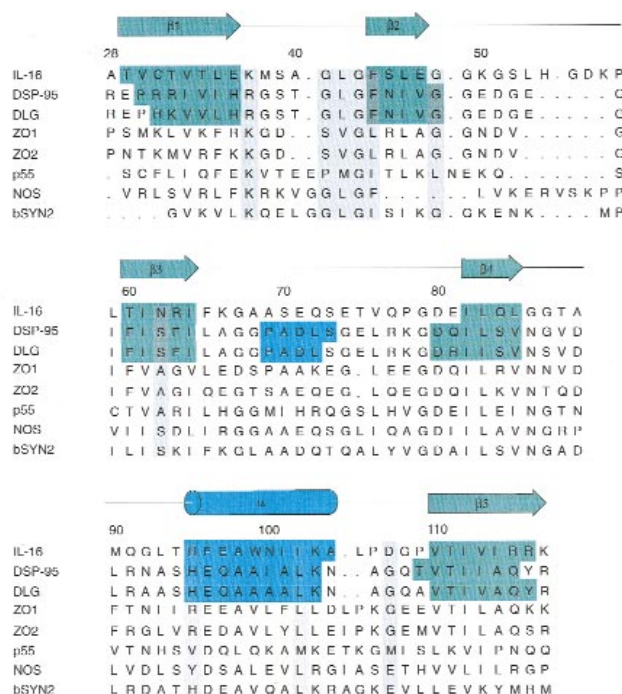 β1 β2
28 40 50
IL-16 A T V C T V T L E K M S A . G L G F S L E G . G K G S L H . G D K P
DSP-95 R E P R R I V I H R G S T . G L G F N I V G . G E D G E . . . . . G
DLG R E P H K V V L H R G S T . G L G F N I V G . G E D G E . . . . . G
ZO1 P S M K L V K F R K G D . . S V G L R L A G . G N D V . . . . . . G
ZO2 P N T K M V R F K K G D . . S V G L R L A G . G N D V . . . . . . G
p55 . S C F L I Q F E K V T E E P M G I T L K L N E K Q . . . . . . . S
NOS . V R L S V R L F K R K V G G L G F . . . . . L V K E R V S K P P
bSYN2 . . . . G V K V L K Q E L G G L G I S I K G . G K E N K . . . . M P
β3 β4
60 70 80
IL-16 L T I N R I F K G A A S E Q S E T V Q P G D E I L Q L G G T A
DSP-95 I F I S F I L A G G P A D L S G E L R K G D Q I L S V N G V D
DLG I F I S F I L A G G P A D L S G E L R K G D R I I S V N S V D
ZO1 I F V A G V L E D S P A A K E G . L E E G D Q I L R V N N V D
ZO2 I F V A G I Q E G T S A E Q E G . L Q E G D Q I L K V N T Q D
p55 C T V A R I L H G G M I H R Q G S L H V G D E I L E I N G T N
NOS V I I S D L I R G G A A E Q S G L I Q A G D I I L A V N G R P
bSYN2 I L I S K I F K G L A A D Q T Q A L Y V G D A I L S V N G A D
β5
90 100 110
IL-16 M Q G L T H F E A W N I I K A . L P D G P V T I V I R R K
DSP-95 L R N A S H E Q A A I A L K N . . A G Q T V T I I A Q Y R
DLG L R A A S H E Q A A A A L K N . . A G Q A V T I V A Q Y R
ZO1 F T N I I R E E A V L F L L D L P K G E E V T I L A Q K K
ZO2 F R G L V R E D A V L Y L L E I P K G E M V T I L A Q S R
p55 V T N H S V D Q L Q K A M K E T K G M I S L K V I P N Q Q
NOS L V D L S Y D S A L E V L R G I A S E T H V V L I L R G P
bSYN2 L R D A T H D E A V Q A L K R A G K E V L L E V K Y M R M